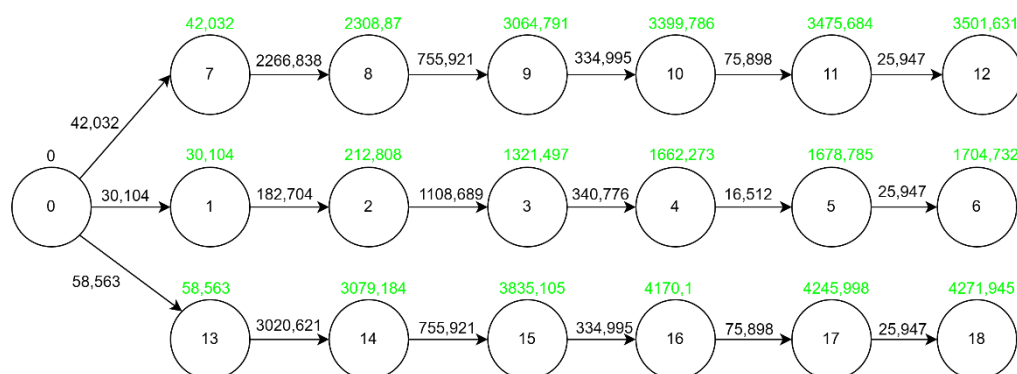 42,032 2308,87 3064,791 3399,786 3475,684 3501,631
7 2266,838 8 755,921 9 334,995 10 75,898 11 25,947 12
42,032
0 30,104 212,808 1321,497 1662,273 1678,785 1704,732
0 30,104 1 182,704 2 1108,689 3 340,776 4 16,512 5 25,947 6
58,563
58,563 3079,184 3835,105 4170,1 4245,998 4271,945
13 3020,621 14 755,921 15 334,995 16 75,898 17 25,947 18